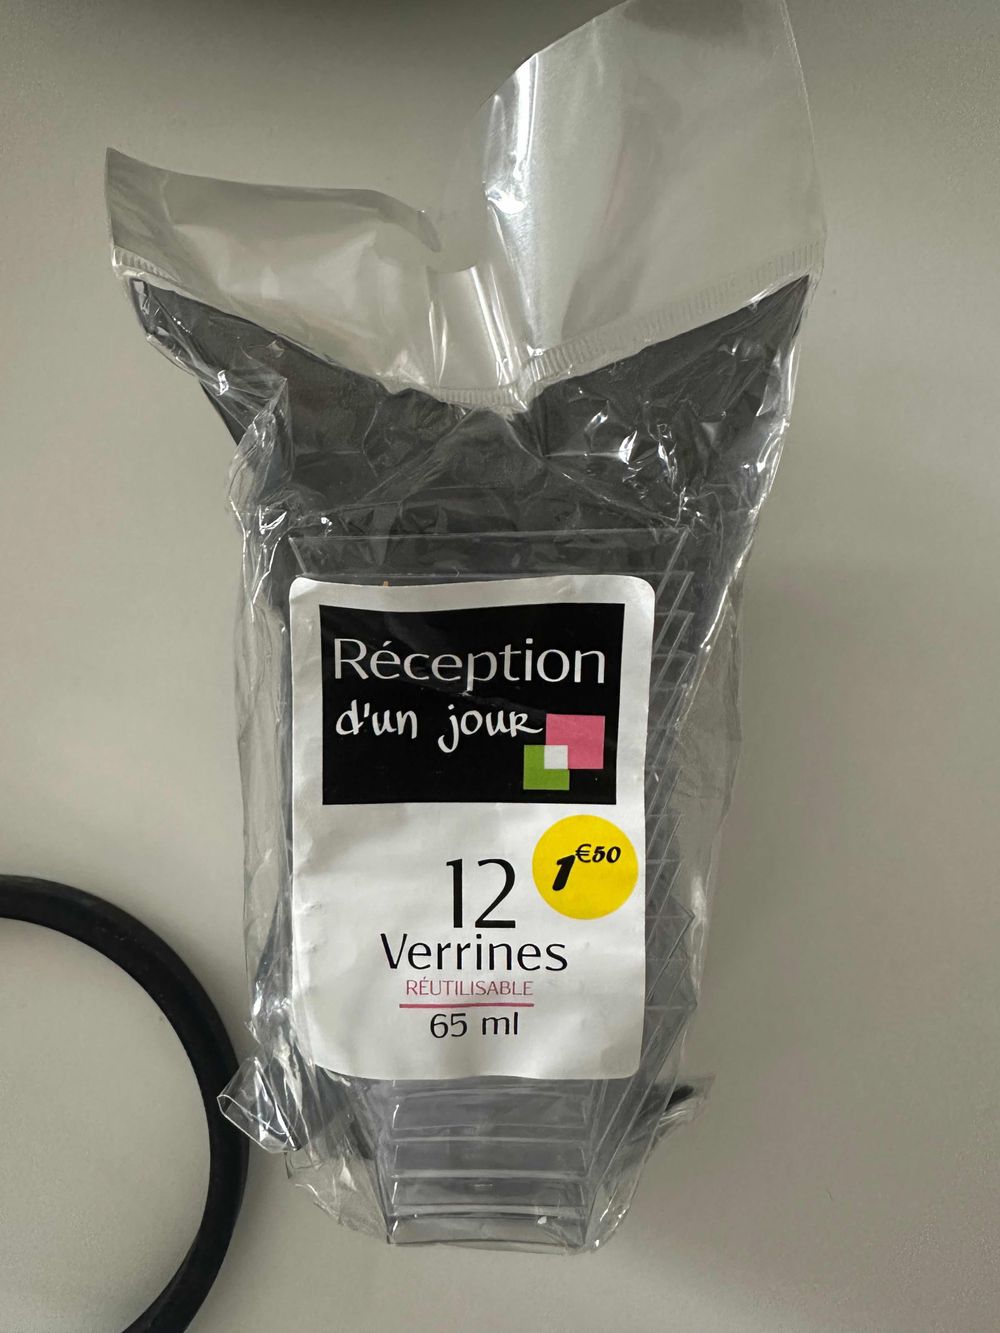 Réception
d'un jour
1€50
12
Verrines
RÉUTILISABLE
65 ml